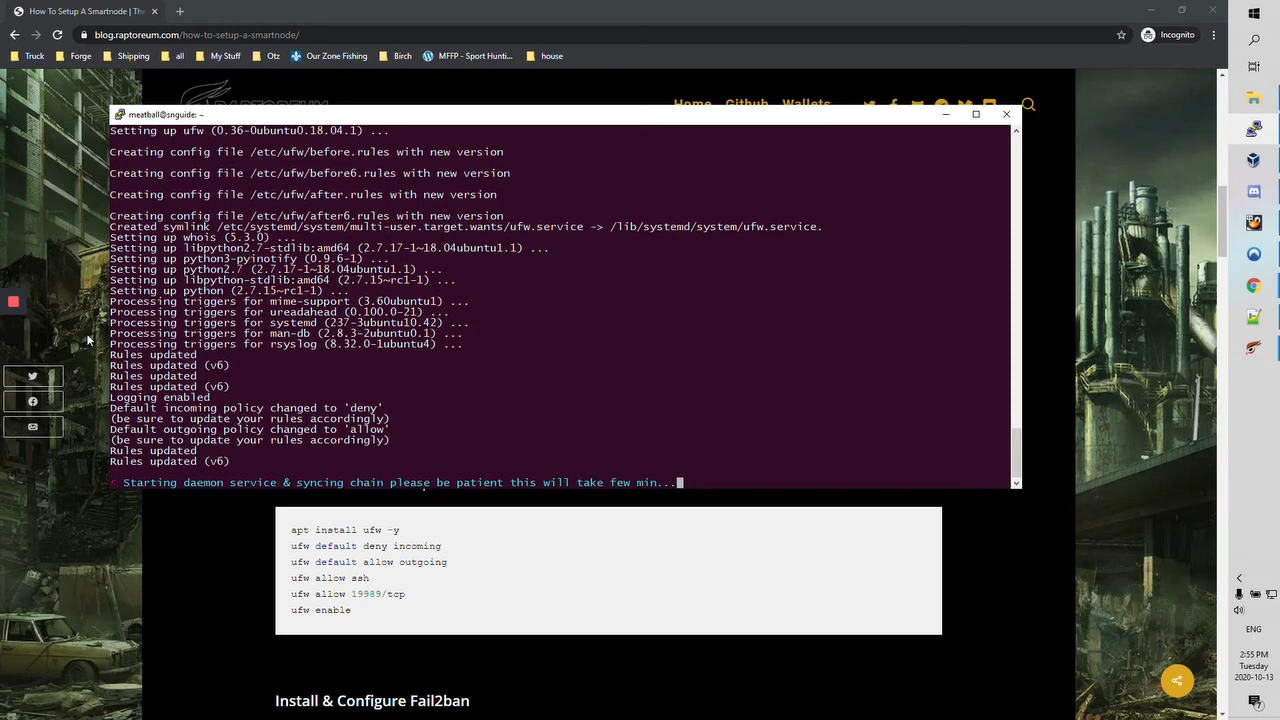 How To Setup A Smartnode | The
blog.raptoreum.com/how-to-setup-a-smartnode/
Incognito
Truck
Forge
Shipping
all
My Stuff
Otz
Our Zone Fishing
Birch
MFFP - Sport Hunti...
house
Home
Github
Wallets
meatball@snguide: ~
Setting up ufw (0.36-0ubuntu0.18.04.1) ...
Creating config file /etc/ufw/before.rules with new version
Creating config file /etc/ufw/before6.rules with new version
Creating config file /etc/ufw/after.rules with new version
Creating config file /etc/ufw/after6.rules with new version
Created symlink /etc/systemd/system/multi-user.target.wants/ufw.service -> /lib/systemd/system/ufw.service.
Setting up whois (5.3.0) ...
Setting up libpython2.7-stdlib:amd64 (2.7.17-1~18.04ubuntu1.1) ...
Setting up python3-pyinotify (0.9.6-1) ...
Setting up python2.7 (2.7.17-1~18.04ubuntu1.1) ...
Setting up libpython-stdlib:amd64 (2.7.15~rc1-1) ...
Setting up python (2.7.15~rc1-1) ...
Processing triggers for mime-support (3.60ubuntu1) ...
Processing triggers for ureadahead (0.100.0-21) ...
Processing triggers for systemd (237-3ubuntu10.42) ...
Processing triggers for man-db (2.8.3-2ubuntu0.1) ...
Processing triggers for rsyslog (8.32.0-1ubuntu4) ...
Rules updated
Rules updated (v6)
Rules updated
Rules updated (v6)
Logging enabled
Default incoming policy changed to 'deny'
(be sure to update your rules accordingly)
Default outgoing policy changed to 'allow'
(be sure to update your rules accordingly)
Rules updated
Rules updated (v6)
Starting daemon service & syncing chain please be patient this will take few min...
apt install ufw -y
ufw default deny incoming
ufw default allow outgoing
ufw allow ssh
ufw allow 19989/tcp
ufw enable
Install & Configure Fail2ban
ENG
2:55 PM
Tuesday
2020-10-13
7